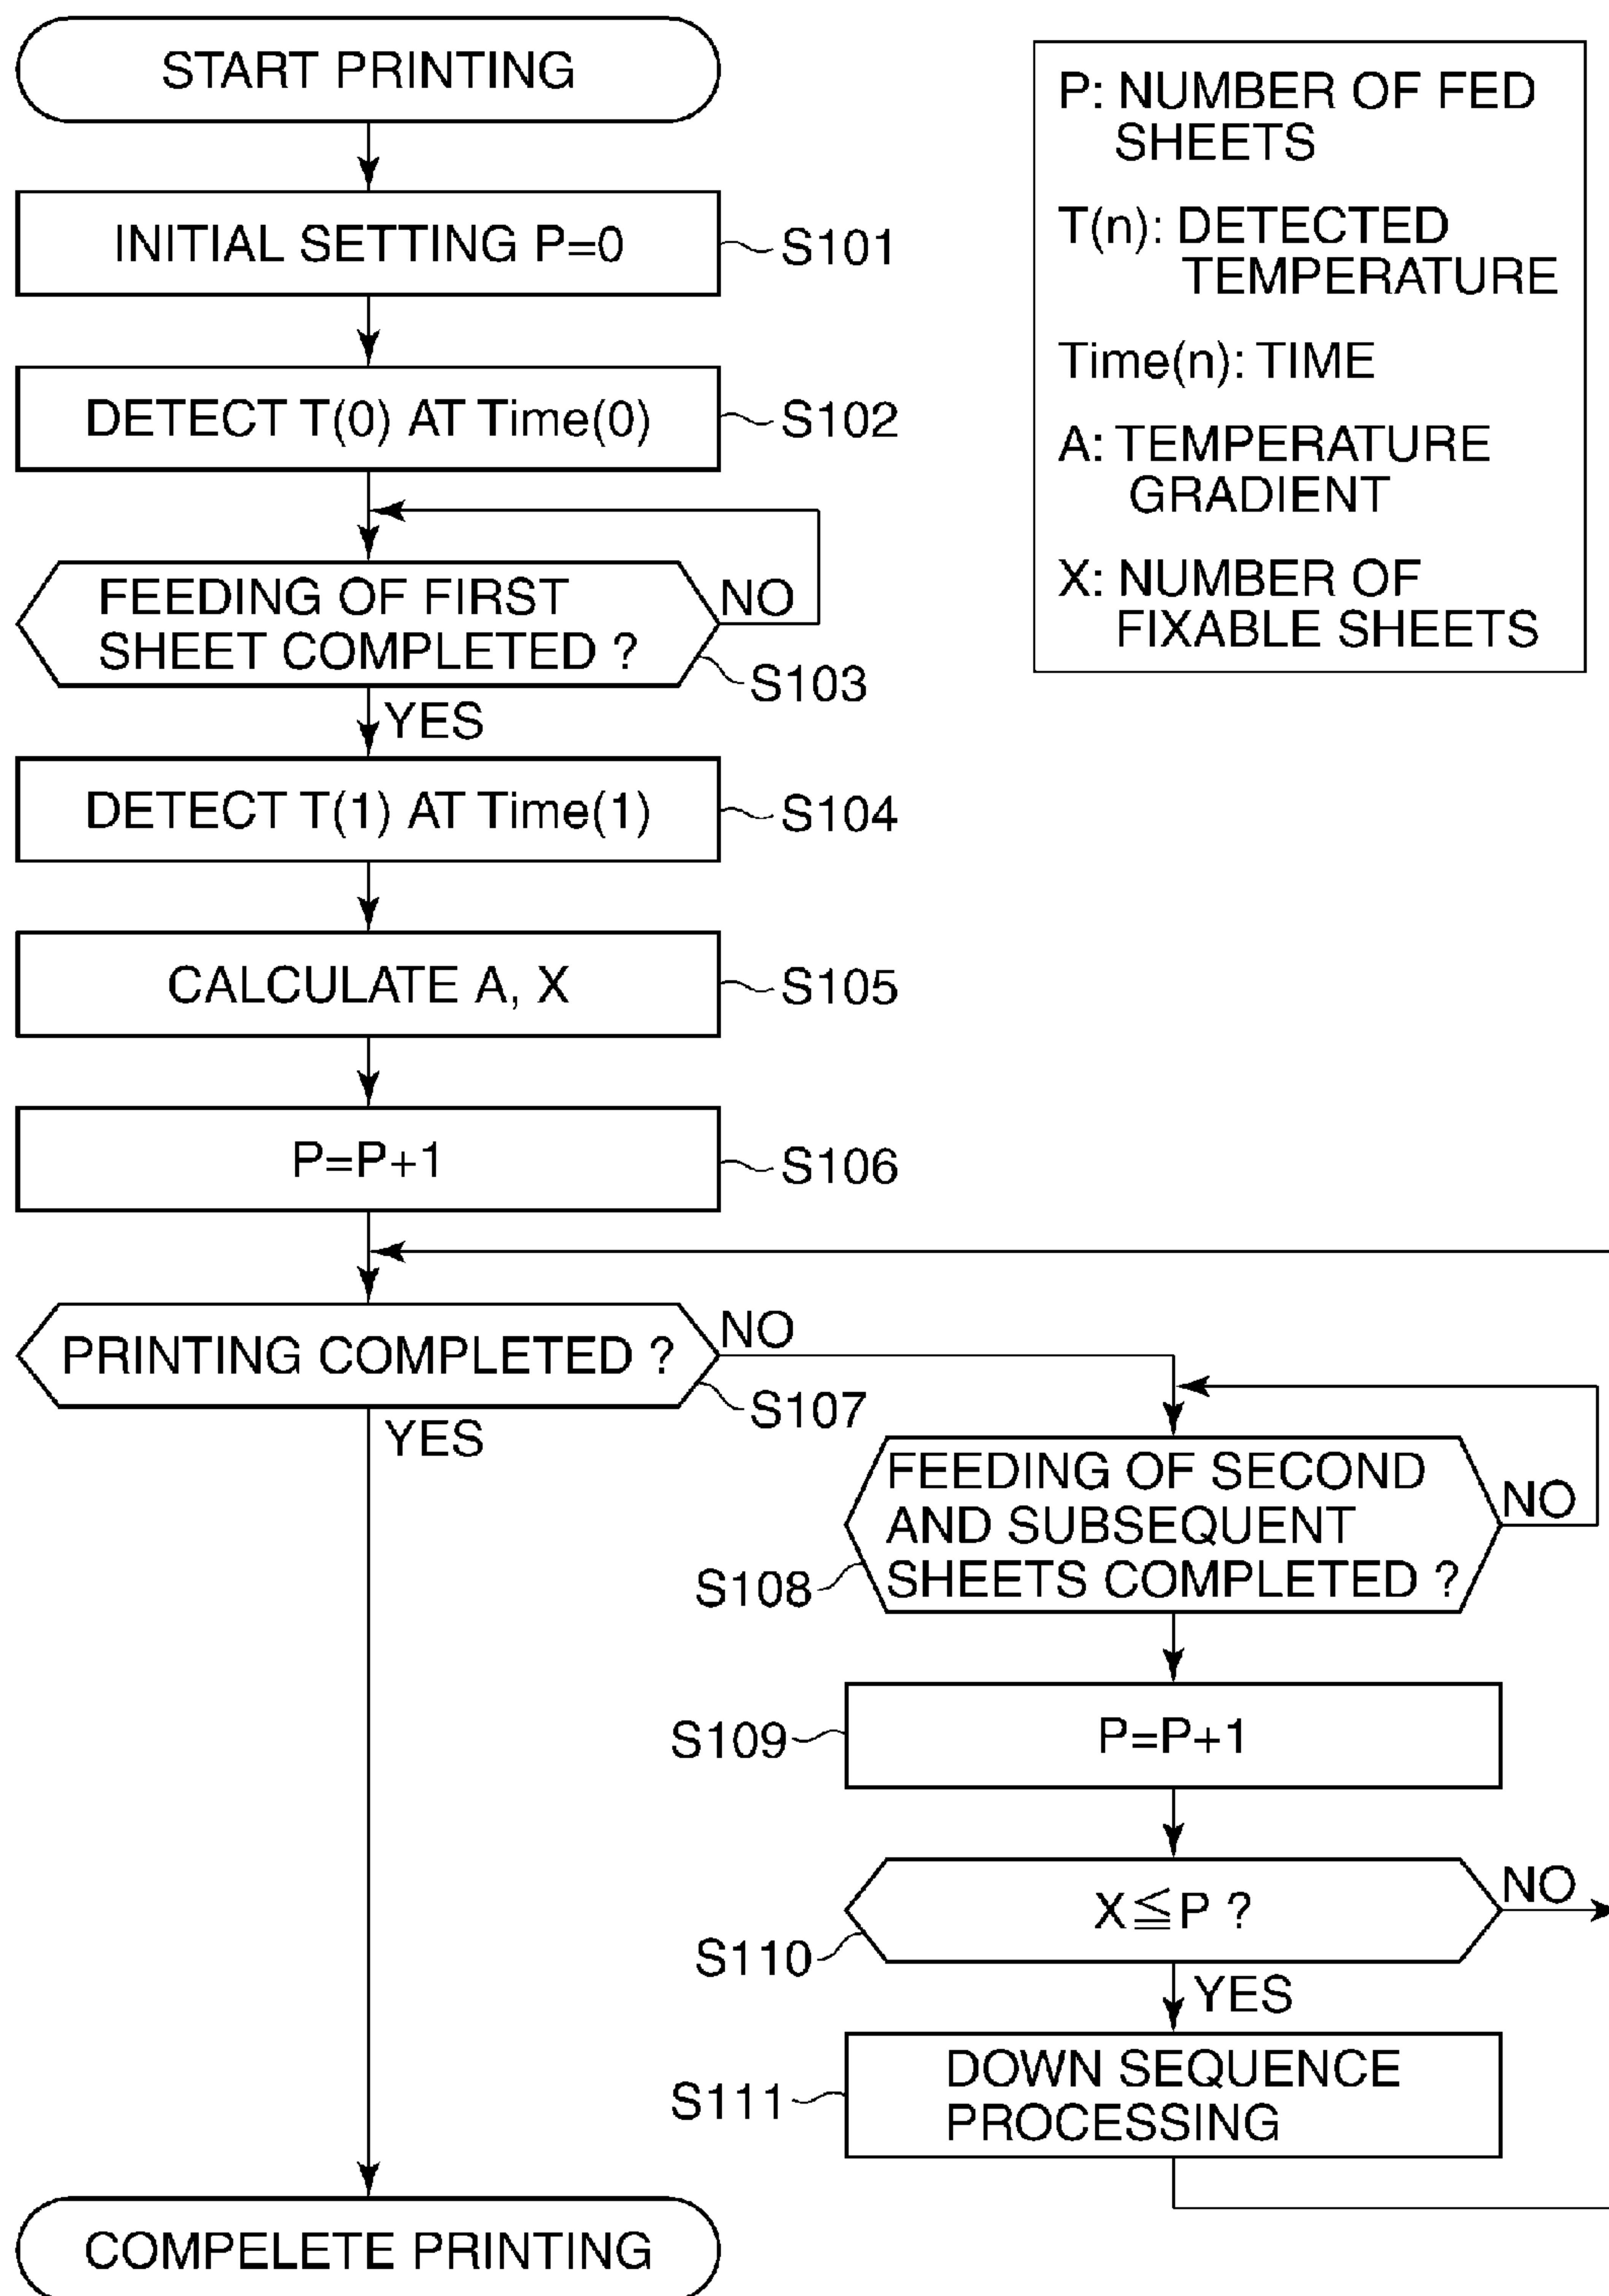 START PRINTING
INITIAL SETTING P=0
S101
DETECT T(0) AT Time(0)
S102
FEEDING OF FIRST
SHEET COMPLETED ?
NO
S103
YES
DETECT T(1) AT Time(1)
S104
CALCULATE A, X
S105
P=P+1
S106
PRINTING COMPLETED ?
NO
S107
YES
FEEDING OF SECOND
AND SUBSEQUENT
SHEETS COMPLETED ?
NO
S108
P=P+1
S109
X≦P ?
NO
S110
YES
DOWN SEQUENCE
PROCESSING
S111
COMPELETE PRINTING
P: NUMBER OF FED
SHEETS
T(n): DETECTED
TEMPERATURE
Time(n): TIME
A: TEMPERATURE
GRADIENT
X: NUMBER OF
FIXABLE SHEETS